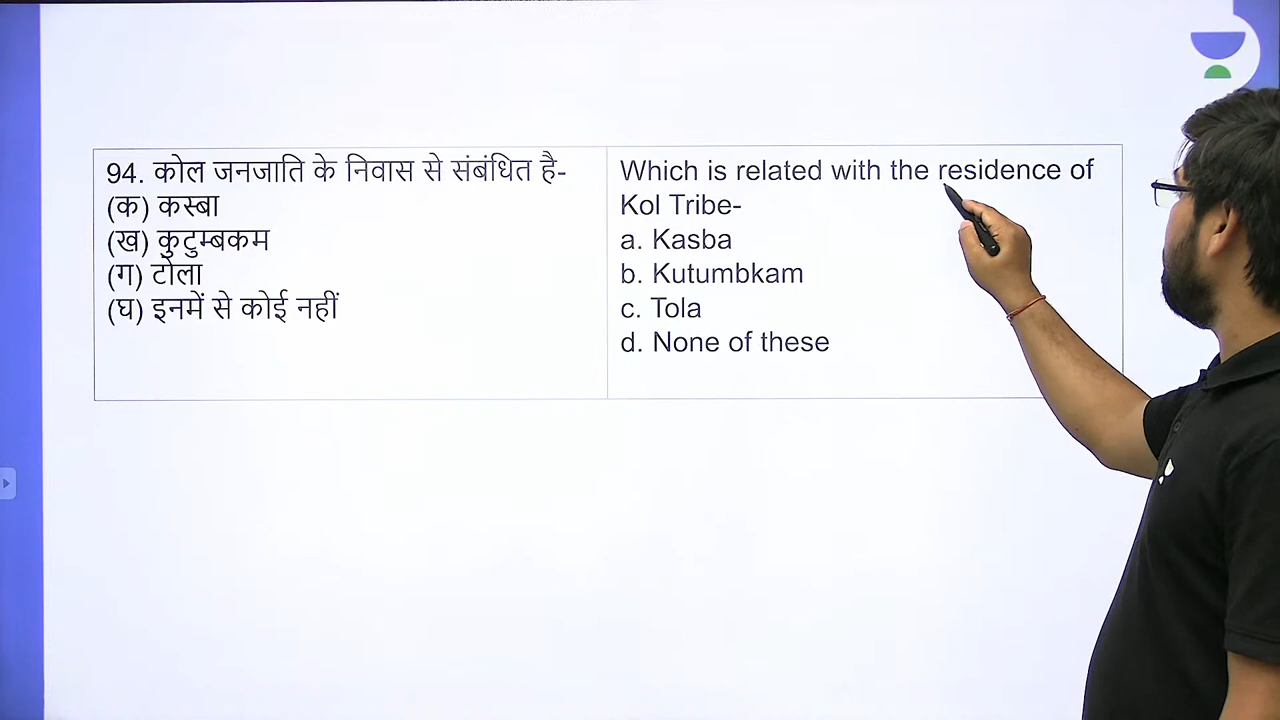 94. कोल जनजाति के निवास से संबंधित है-
(क) कस्बा
(ख) कुटुम्बकम
(ग) टोला
(घ) इनमें से कोई नहीं
Which is related with the residence of
Kol Tribe-
a. Kasba
b. Kutumbkam
c. Tola
d. None of these